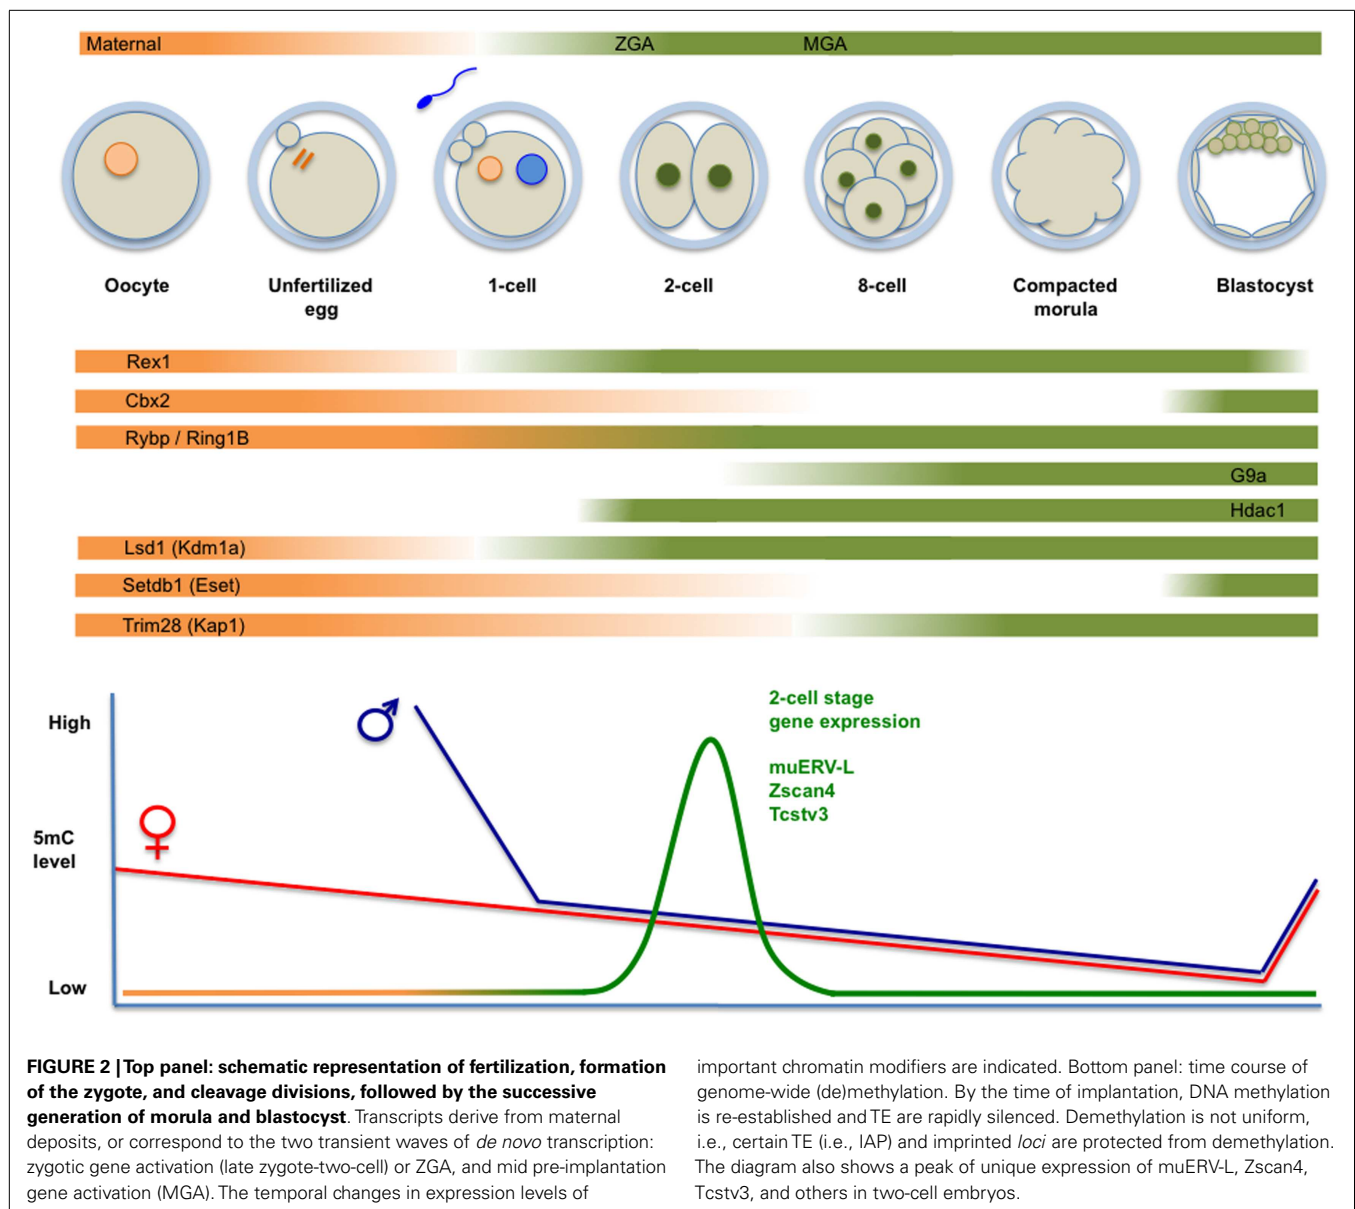 Maternal ZGA MGA
Oocyte Unfertilized egg 1-cell 2-cell 8-cell Compacted morula Blastocyst
Rex1
Cbx2
Rybp / Ring1B
G9a
Hdac1
Lsd1 (Kdm1a)
Setdb1 (Eset)
Trim28 (Kap1)
2-cell stage
gene expression
muERV-L
Zscan4
Tcstv3
High
5mC
level
Low
FIGURE 2 | Top panel: schematic representation of fertilization, formation
of the zygote, and cleavage divisions, followed by the successive
generation of morula and blastocyst. Transcripts derive from maternal
deposits, or correspond to the two transient waves of de novo transcription:
zygotic gene activation (late zygote-two-cell) or ZGA, and mid pre-implantation
gene activation (MGA). The temporal changes in expression levels of
important chromatin modifiers are indicated. Bottom panel: time course of
genome-wide (de)methylation. By the time of implantation, DNA methylation
is re-established and TE are rapidly silenced. Demethylation is not uniform,
i.e., certain TE (i.e., IAP) and imprinted loci are protected from demethylation.
The diagram also shows a peak of unique expression of muERV-L, Zscan4,
Tcstv3, and others in two-cell embryos.